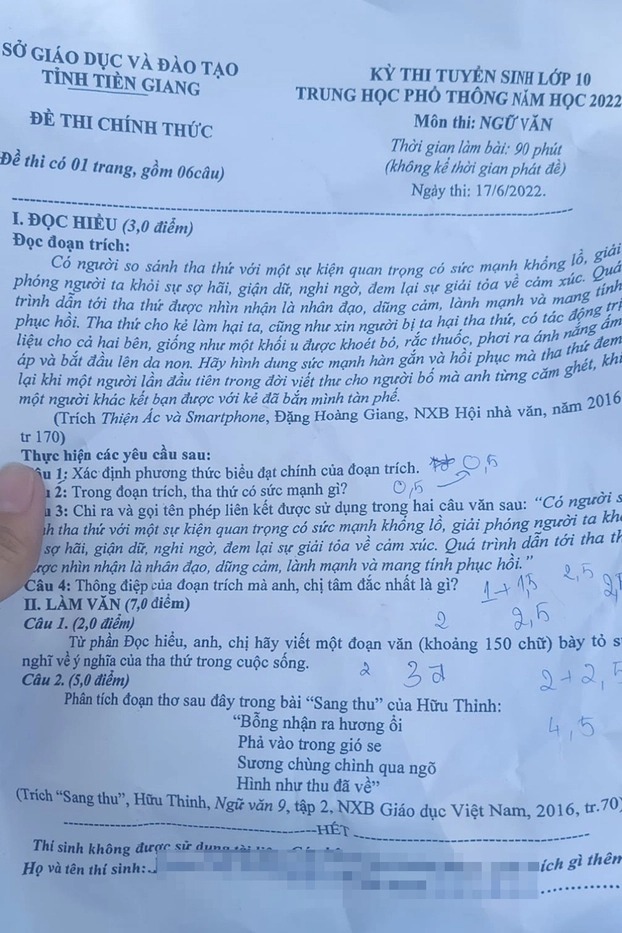 SỞ GIÁO DỤC VÀ ĐÀO TẠO
TỈNH TIỀN GIANG
ĐỀ THI CHÍNH THỨC
Đề thi có 01 trang, gồm 06câu)
KỲ THI TUYỂN SINH LỚP 10
TRUNG HỌC PHỔ THÔNG NĂM HỌC 2022
Môn thi: NGỮ VĂN
Thời gian làm bài: 90 phút
(không kể thời gian phát đề)
Ngày thi: 17/6/2022.
I. ĐỌC HIỂU (3,0 điểm)
Đọc đoạn trích:
Có người so sánh tha thứ với một sự kiện quan trọng có sức mạnh khổng lồ, giải
phóng người ta khỏi sự sợ hãi, giận dữ, nghi ngờ, đem lại sự giải tỏa về cảm xúc. Quá
trình dẫn tới tha thứ được nhìn nhận là nhân đạo, dũng cảm, lành mạnh và mang tính
phục hồi. Tha thứ cho kẻ làm hại ta, cũng như xin người bị ta hại tha thứ, có tác động trị
liệu cho cả hai bên, giống như một khối u được khoét bỏ, rắc thuốc, phơi ra ánh nắng ấm
áp và bắt đầu lên da non. Hãy hình dung sức mạnh hàn gắn và hồi phục mà tha thứ đem
lại khi một người lần đầu tiên trong đời viết thư cho người bố mà anh từng căm ghét, khi
một người khác kết bạn được với kẻ đã bắn mình tàn phế.
(Trích Thiện Ác và Smartphone, Đặng Hoàng Giang, NXB Hội nhà văn, năm 2016
tr 170)
Thực hiện các yêu cầu sau:
âu 1: Xác định phương thức biểu đạt chính của đoạn trích. 0,5
u 2: Trong đoạn trích, tha thứ có sức mạnh gì? 0,5
u 3: Chỉ ra và gọi tên phép liên kết được sử dụng trong hai câu văn sau: “Có người s
nh tha thứ với một sự kiện quan trọng có sức mạnh khổng lồ, giải phóng người ta kh
sợ hãi, giận dữ, nghi ngờ, đem lại sự giải tỏa về cảm xúc. Quá trình dẫn tới tha th
ược nhìn nhận là nhân đạo, dũng cảm, lành mạnh và mang tính phục hồi.”
Câu 4: Thông điệp của đoạn trích mà anh, chị tâm đắc nhất là gì? 1+1,5 2,5
II. LÀM VĂN (7,0 điểm)
Câu 1. (2,0 điểm) 2 2,5
Từ phần Đọc hiểu, anh, chị hãy viết một đoạn văn (khoảng 150 chữ) bày tỏ s
nghĩ về ý nghĩa của tha thứ trong cuộc sống. 2 3đ 2+2,5
Câu 2. (5,0 điểm)
Phân tích đoạn thơ sau đây trong bài “Sang thu” của Hữu Thỉnh:
“Bỗng nhận ra hương ổi 4,5
Phả vào trong gió se
Sương chùng chình qua ngõ
Hình như thu đã về”
(Trích “Sang thu”, Hữu Thỉnh, Ngữ văn 9, tập 2, NXB Giáo dục Việt Nam, 2016, tr.70)
HẾT
Thí sinh không được sử dụng
ích gì thêm
Họ và tên thí sinh: